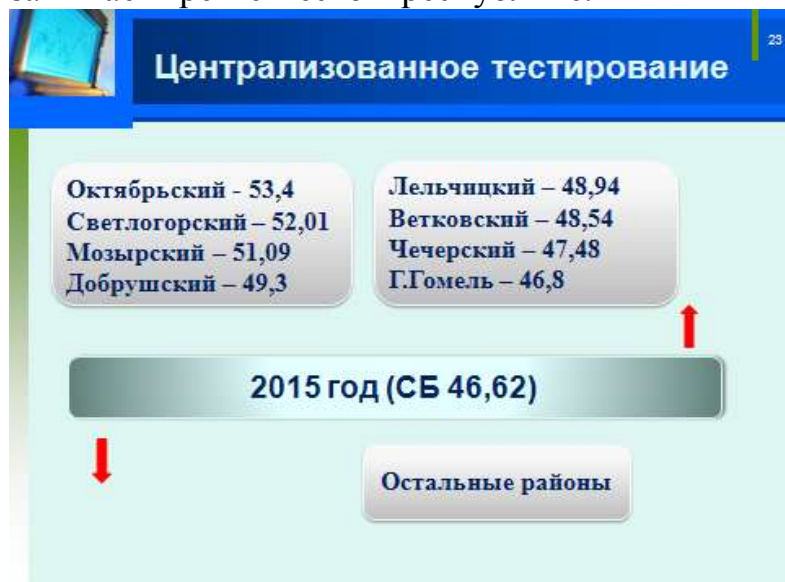 23
Централизованное тестирование
Октябрьский - 53,4
Светлогорский – 52,01
Мозырский – 51,09
Добрушский – 49,3
Лельчицкий – 48,94
Ветковский – 48,54
Чечерский – 47,48
Г.Гомель – 46,8
2015 год (СБ 46,62)
Остальные районы